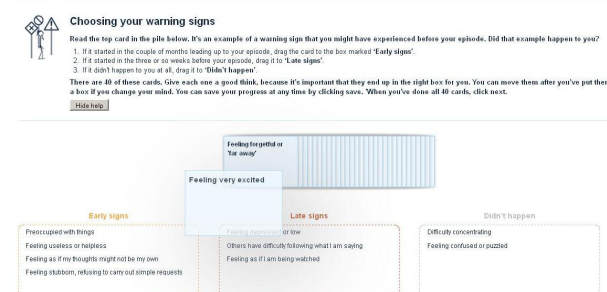 Choosing your warning signs
Read the top card in the pile below. It's an example of a warning sign that you might have experienced before your episode. Did that example happen to you?
1. If it started in the couple of months leading up to your episode, drag the card to the box marked 'Early signs'.
2. If it started in the three or so weeks before your episode, drag it to 'Late signs'.
3. If it didn't happen to you at all, drag it to 'Didn't happen'.
There are 40 of these cards. Give each one a good think, because it's important that they end up in the right box for you. You can move them after you've put
a box if you change your mind. You can save your progress at any time by clicking save. When you've done all 40 cards, click next.
Hide help
Feeling forgetful or
'far away'
Feeling very excited
Early signs
Late signs
Didn't happen
Preoccupied with things
Feeling useless or helpless
Feeling as if my thoughts might not be my own
Feeling stubborn, refusing to carry out simple requests
Feeling depressed or low
Others have difficulty following what I am saying
Feeling as if I am being watched
Difficulty concentrating
Feeling confused or puzzled